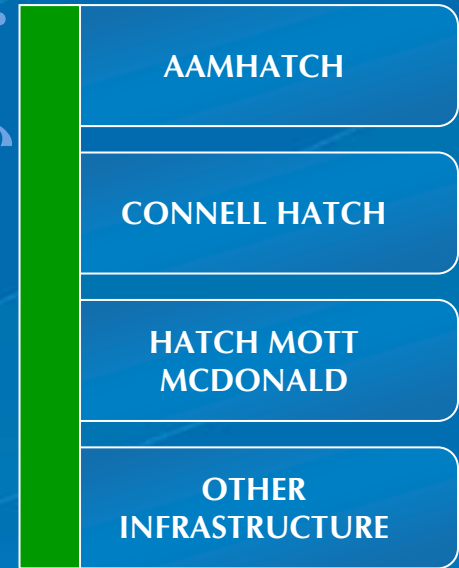 AAMHATCH
CONNELL HATCH
HATCH MOTT
MCDONALD
OTHER
INFRASTRUCTURE